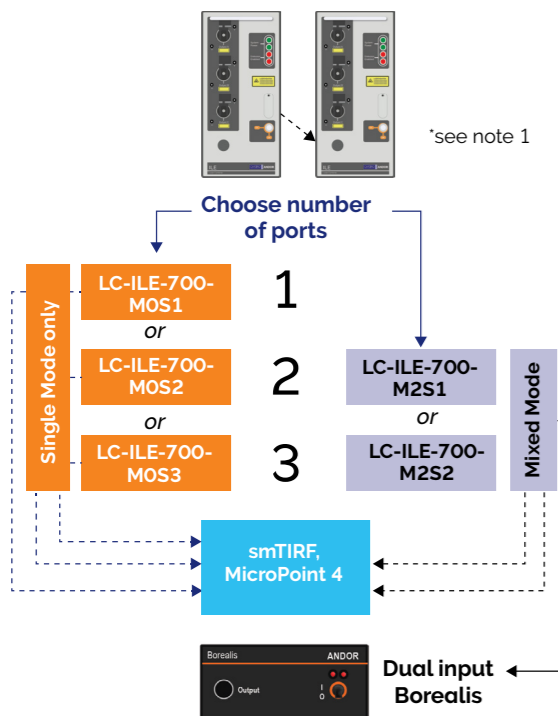 *see note 1
Choose number
of ports
Single Mode only
LC-ILE-700-
M0S1
or
LC-ILE-700-
M0S2
or
LC-ILE-700-
M0S3
1
2
3
LC-ILE-700-
M2S1
or
LC-ILE-700-
M2S2
Mixed Mode
smTIRF,
MicroPoint 4
Borealis
ANDOR
Output
I
O
Dual input
Borealis